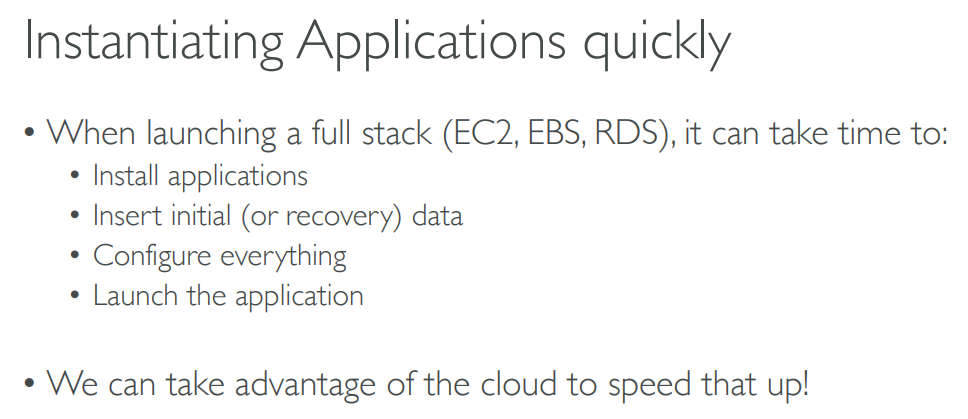 Instantiating Applications quickly
• When launching a full stack (EC2, EBS, RDS), it can take time to:
• Install applications
• Insert initial (or recovery) data
• Configure everything
• Launch the application
• We can take advantage of the cloud to speed that up!